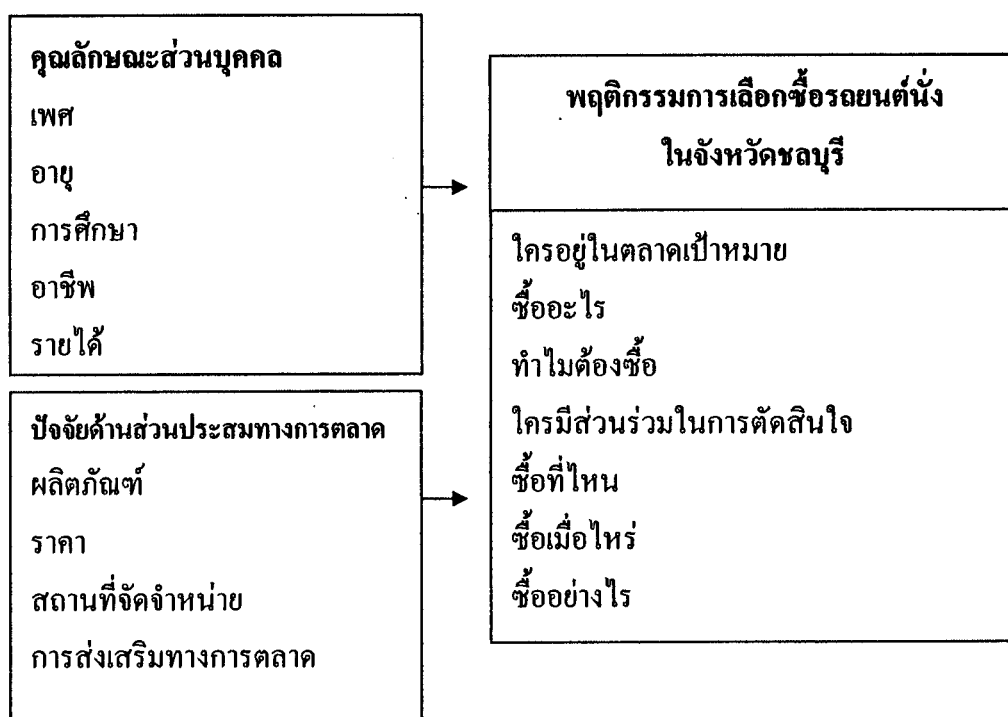 คุณลักษณะส่วนบุคคล
เพศ
อายุ
การศึกษา
อาชีพ
รายได้
ปัจจัยด้านส่วนประสมทางการตลาด
ผลิตภัณฑ์
ราคา
สถานที่จัดจำหน่าย
การส่งเสริมทางการตลาด
พฤติกรรมการเลือกซื้อรถยนต์นั่ง
ในจังหวัดชลบุรี
ใครอยู่ในตลาดเป้าหมาย
ซื้ออะไร
ทำไมต้องซื้อ
ใครมีส่วนร่วมในการตัดสินใจ
ซื้อที่ไหน
ซื้อเมื่อไหร่
ซื้ออย่างไร